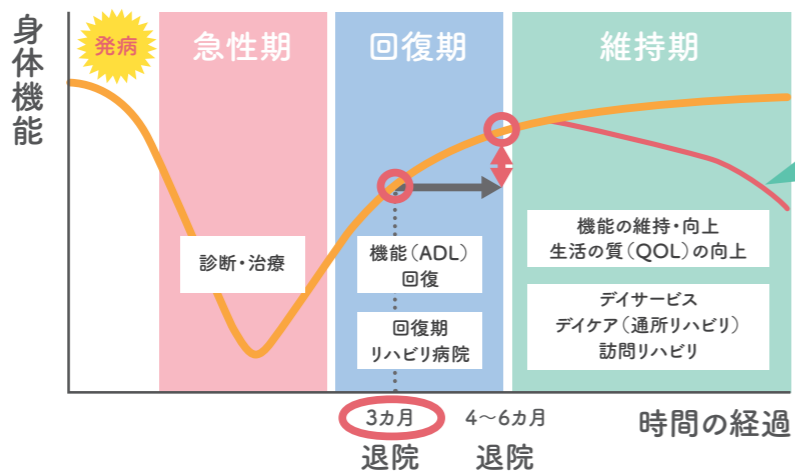 身体機能
発病
急性期
回復期
維持期
診断・治療
機能（ADL）
回復
回復期
リハビリ病院
機能の維持・向上
生活の質（QOL）の向上
デイサービス
デイケア（通所リハビリ）
訪問リハビリ
3カ月
退院
4～6カ月
退院
時間の経過